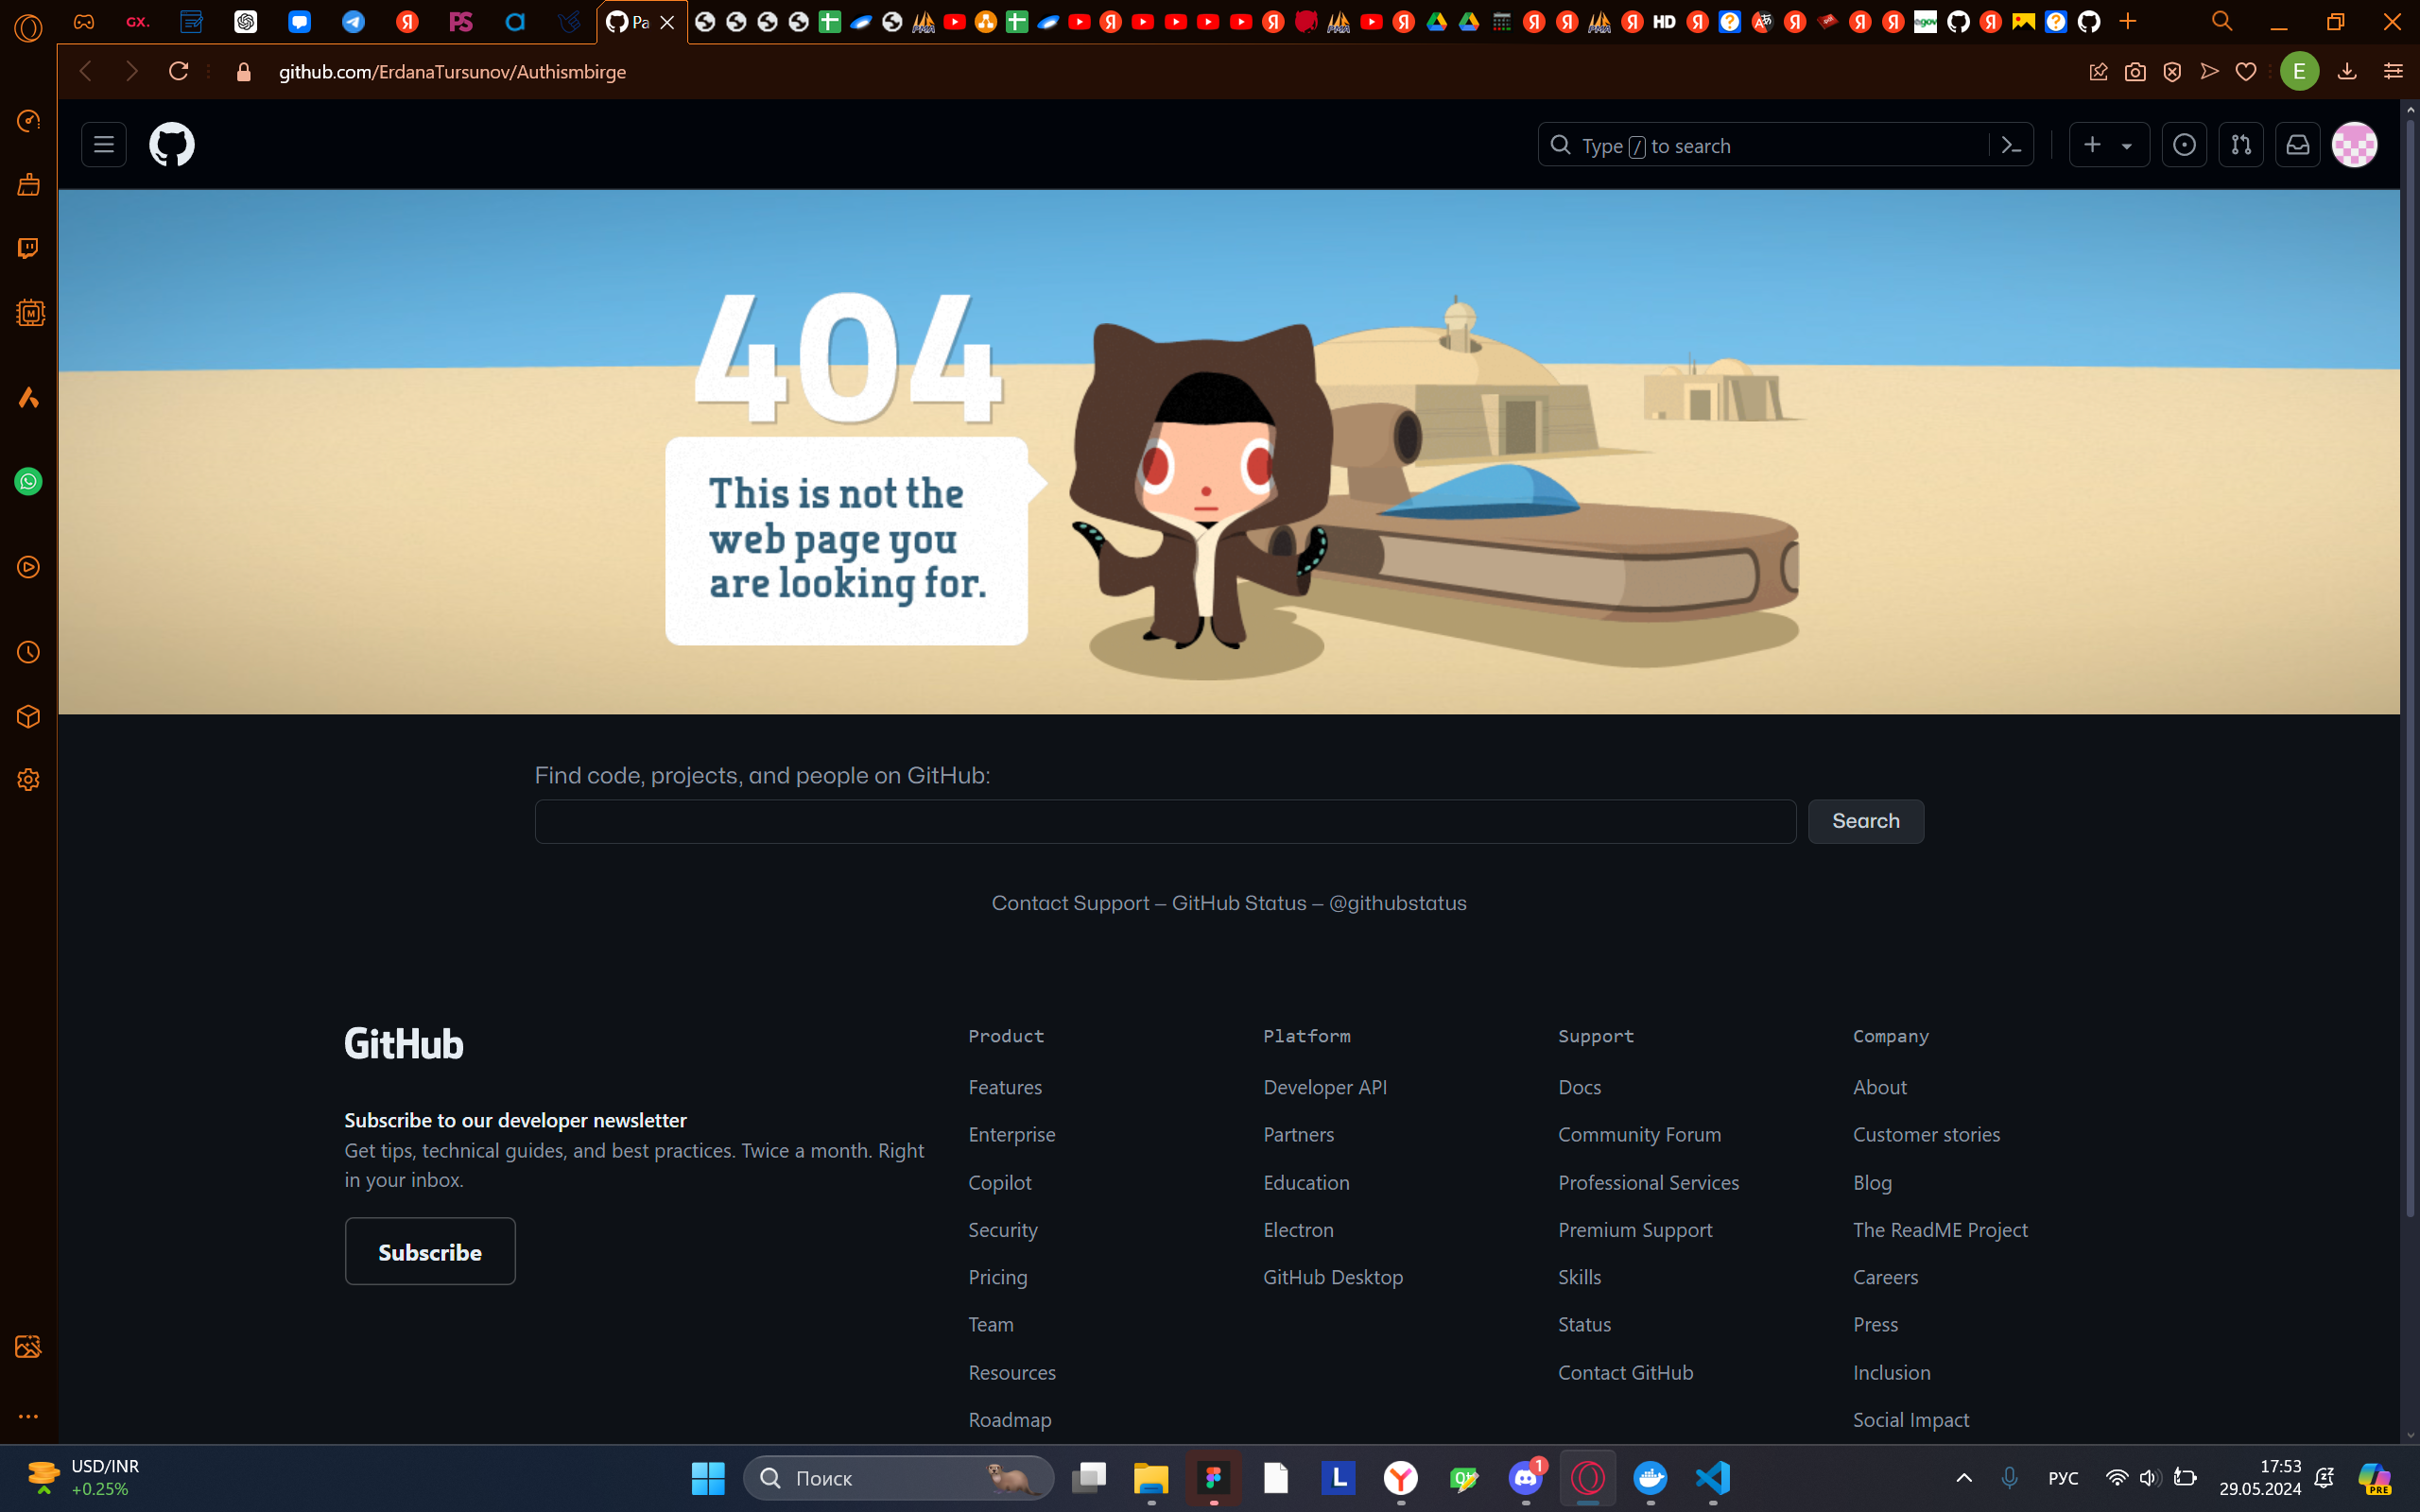 GX.
PS
Pa
HD
github.com/ErdanaTursunov/Authismbirge
E
Type / to search
404
This is not the
web page you
are looking for.
Find code, projects, and people on GitHub:
Search
Contact Support — GitHub Status — @githubstatus
GitHub
Subscribe to our developer newsletter
Get tips, technical guides, and best practices. Twice a month. Right
in your inbox.
Subscribe
Product
Features
Enterprise
Copilot
Security
Pricing
Team
Resources
Roadmap
Platform
Developer API
Partners
Education
Electron
GitHub Desktop
Support
Docs
Community Forum
Professional Services
Premium Support
Skills
Status
Contact GitHub
Company
About
Customer stories
Blog
The ReadME Project
Careers
Press
Inclusion
Social Impact
USD/INR
+0.25%
Поиск
L
1
РУС
17:53
29.05.2024
PRE